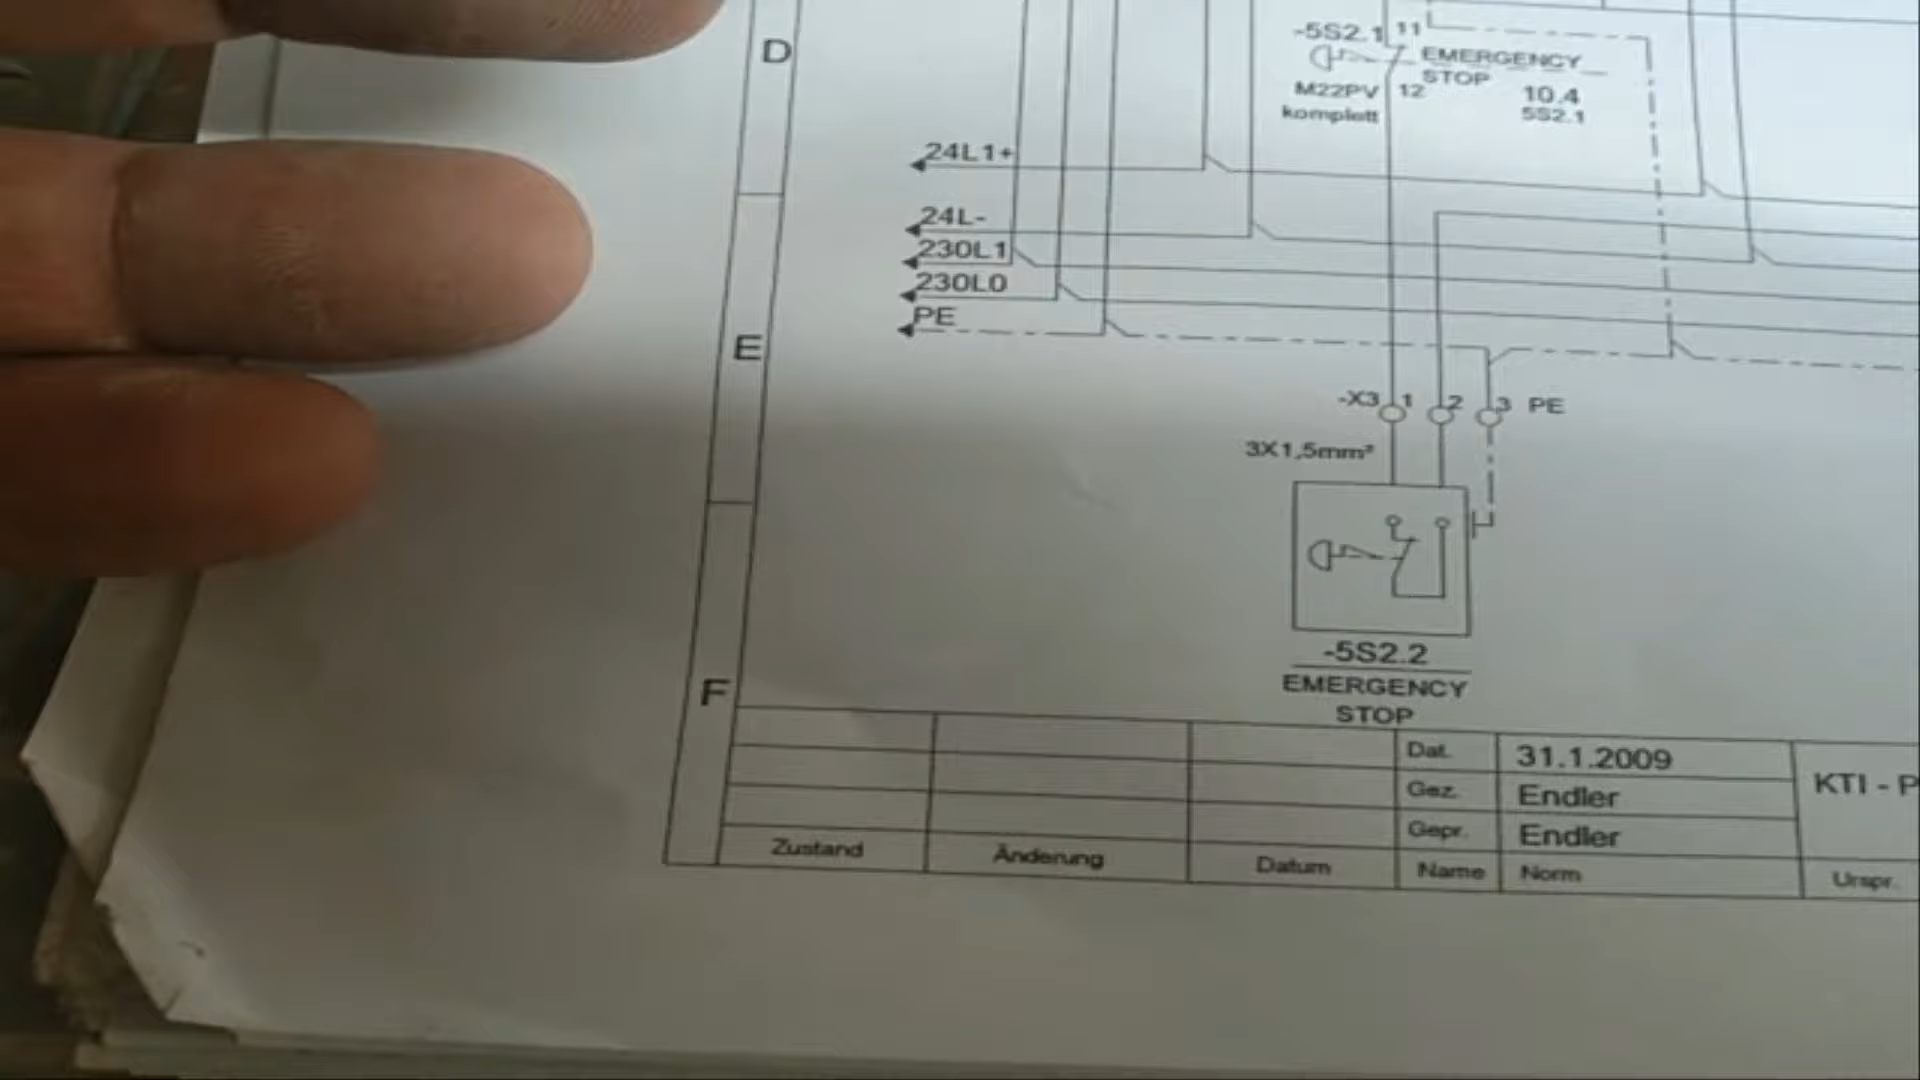 D
-5S2.1 11
EMERGENCY
STOP
M22PV 12
10.4
komplett
5S2.1
24L1+
24L-
230L1
230L0
PE
E
-X3 1 2 3 PE
3X1,5mm²
-5S2.2
EMERGENCY
STOP
F
Dat. 31.1.2009
KTI - P
Gez. Endler
Gepr. Endler
Zustand Änderung Datum Name Norm Urspr.